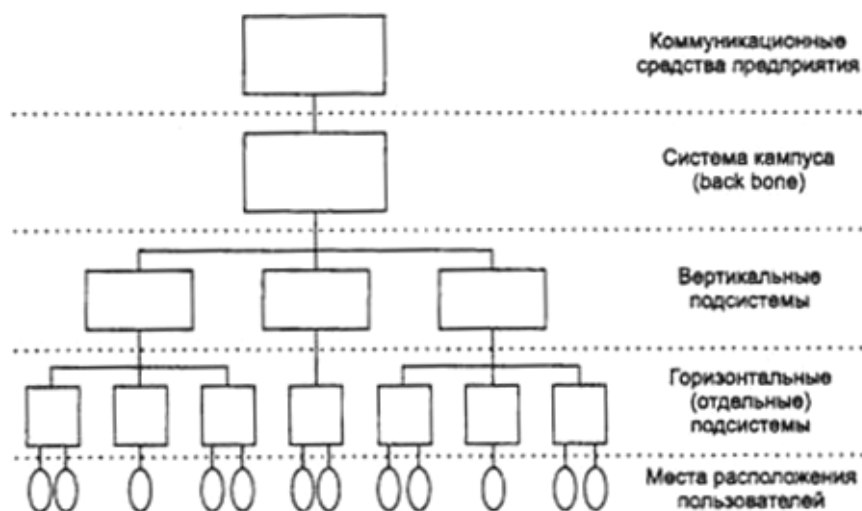 Коммуникационные
средства предприятия
Система кампуса
(back bone)
Вертикальные
подсистемы
Горизонтальные
(отдельные)
подсистемы
Места расположения
пользователей